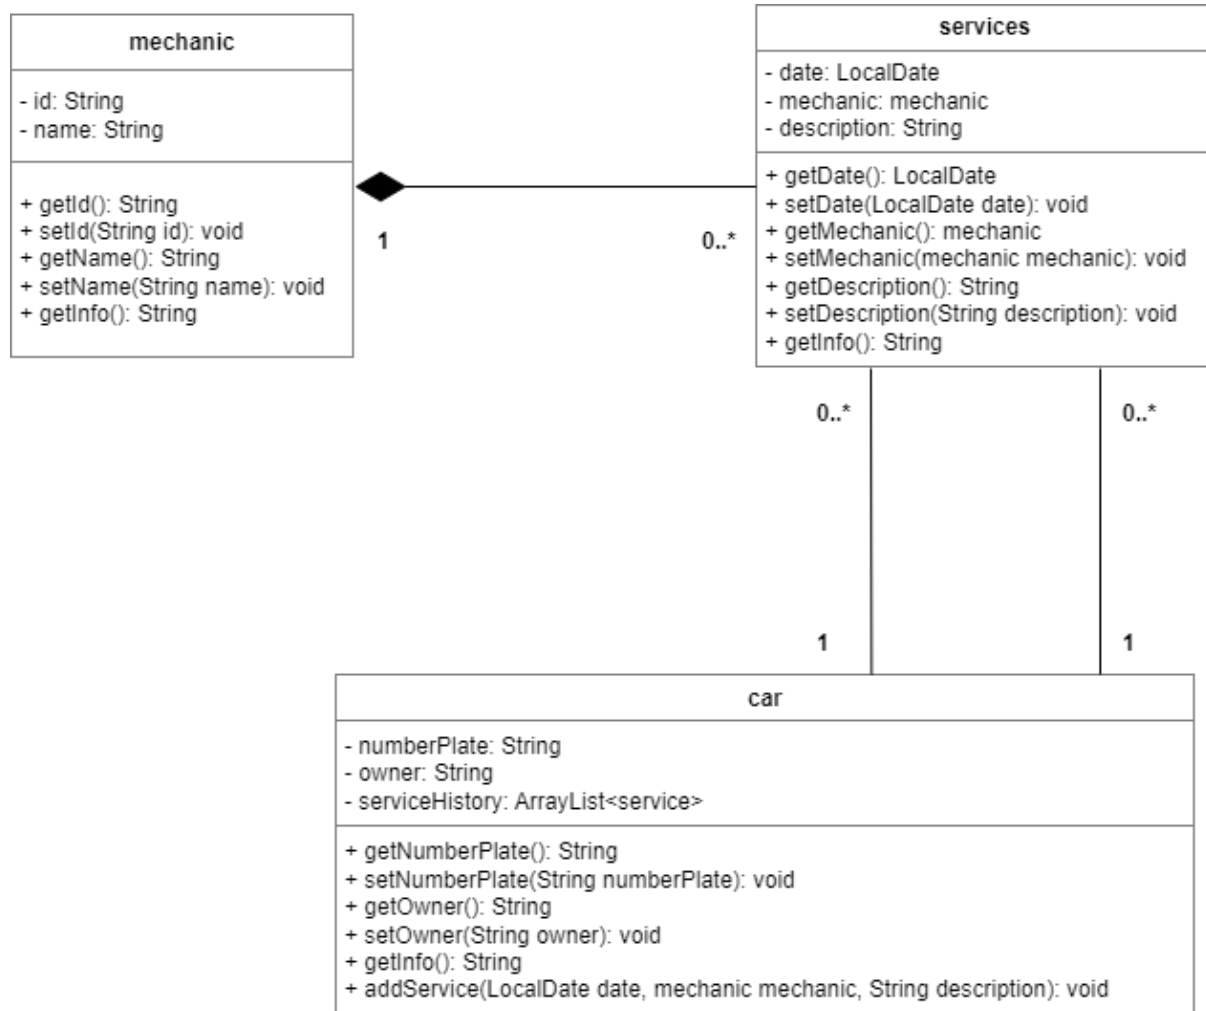 mechanic
- id: String
- name: String
+ getId(): String
+ setId(String id): void
+ getName(): String
+ setName(String name): void
+ getInfo(): String
1
0..*
services
- date: LocalDate
- mechanic: mechanic
- description: String
+ getDate(): LocalDate
+ setDate(LocalDate date): void
+ getMechanic(): mechanic
+ setMechanic(mechanic mechanic): void
+ getDescription(): String
+ setDescription(String description): void
+ getInfo(): String
0..*
0..*
1
1
car
- numberPlate: String
- owner: String
- serviceHistory: ArrayList<service>
+ getNumberPlate(): String
+ setNumberPlate(String numberPlate): void
+ getOwner(): String
+ setOwner(String owner): void
+ getInfo(): String
+ addService(LocalDate date, mechanic mechanic, String description): void